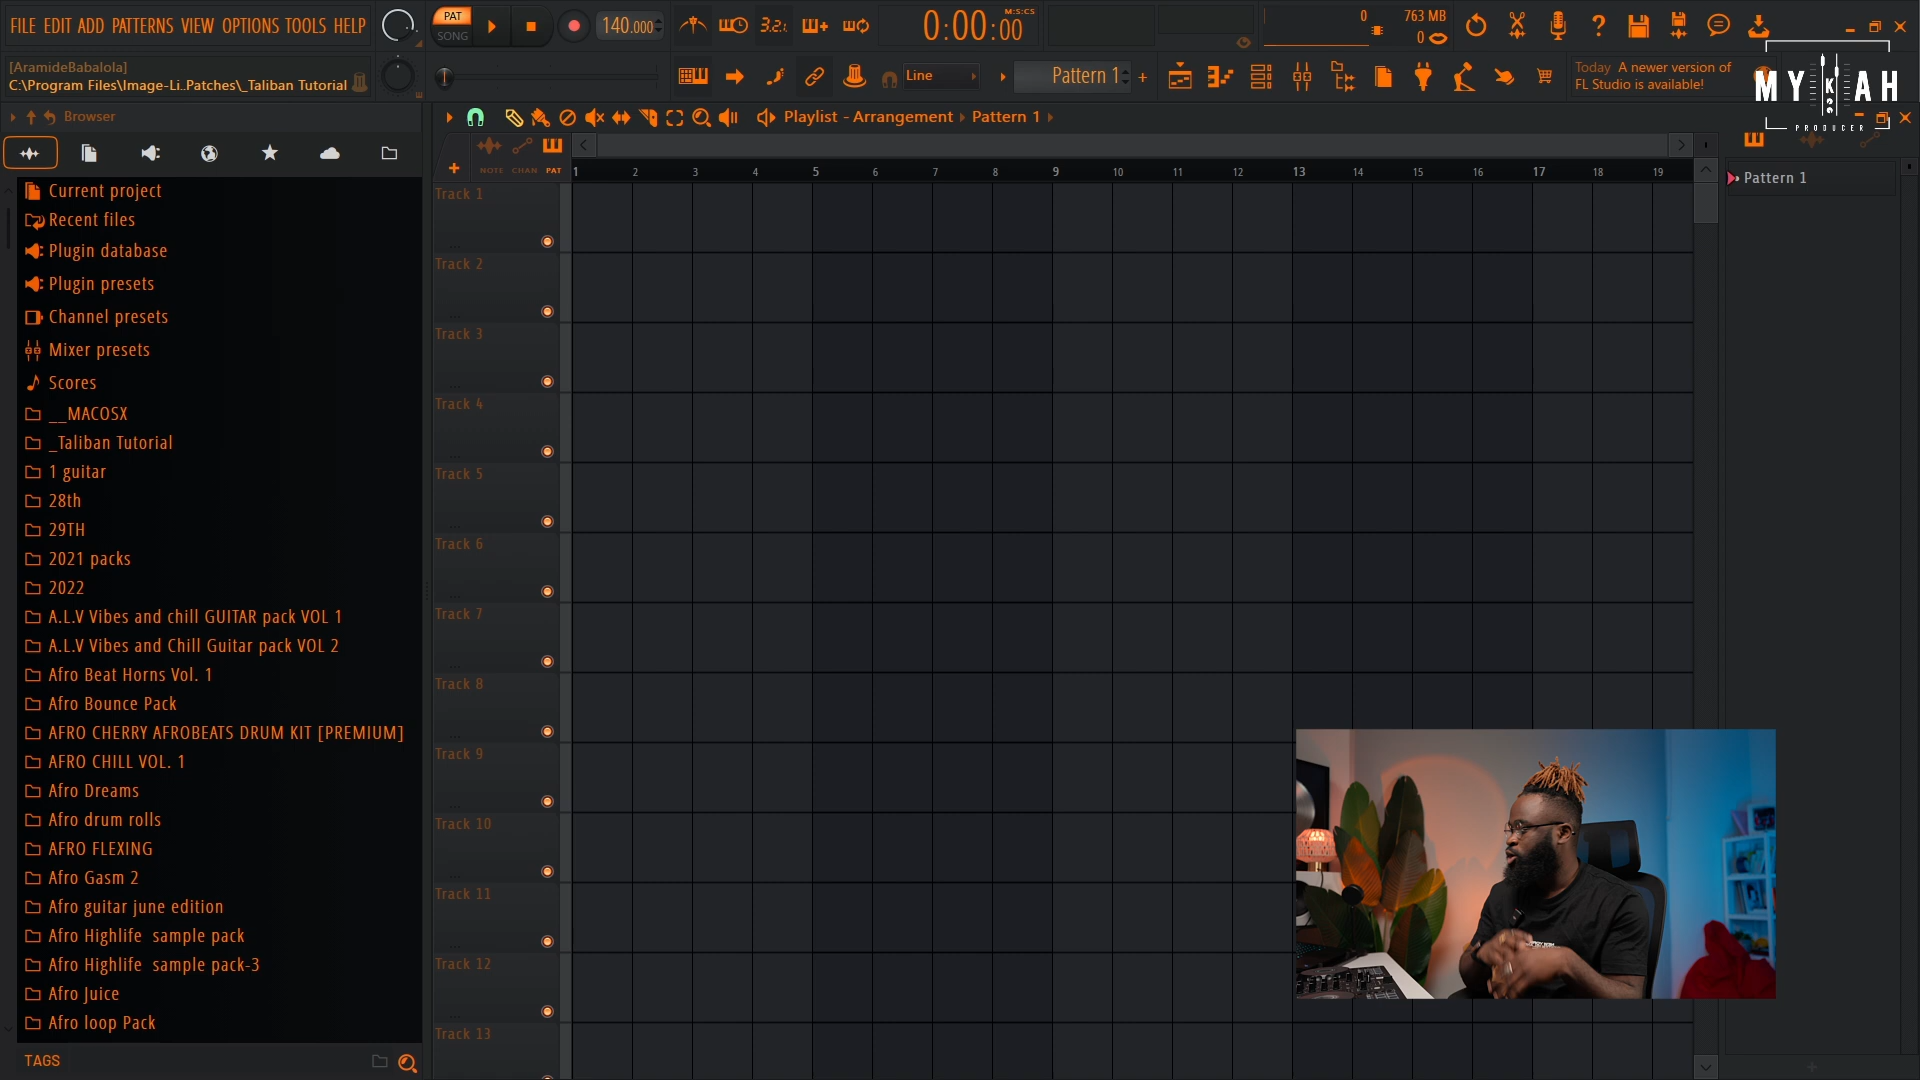 FILE EDIT ADD PATTERNS VIEW OPTIONS TOOLS HELP
PAT
SONG
140.000
3.2.1
0:00:00
M:S:CS
0
763 MB
0
[AramideBabalola]
C:\Program Files\Image-Li..Patches\_Taliban Tutorial
Line
Pattern 1
Today A newer version of
FL Studio is available!
MYKAH
PRODUCER
Browser
Playlist - Arrangement
Pattern 1
NOTE CHAN PAT
1 2 3 4 5 6 7 8 9 10 11 12 13 14 15 16 17 18 19
Current project
Recent files
Plugin database
Plugin presets
Channel presets
Mixer presets
Scores
__MACOSX
_Taliban Tutorial
1 guitar
28th
29TH
2021 packs
2022
A.L.V Vibes and chill GUITAR pack VOL 1
A.L.V Vibes and Chill Guitar pack VOL 2
Afro Beat Horns Vol. 1
Afro Bounce Pack
AFRO CHERRY AFROBEATS DRUM KIT [PREMIUM]
AFRO CHILL VOL. 1
Afro Dreams
Afro drum rolls
AFRO FLEXING
Afro Gasm 2
Afro guitar june edition
Afro Highlife  sample pack
Afro Highlife  sample pack-3
Afro Juice
Afro loop Pack
TAGS
Track 1
Track 2
Track 3
Track 4
Track 5
Track 6
Track 7
Track 8
Track 9
Track 10
Track 11
Track 12
Track 13
Pattern 1